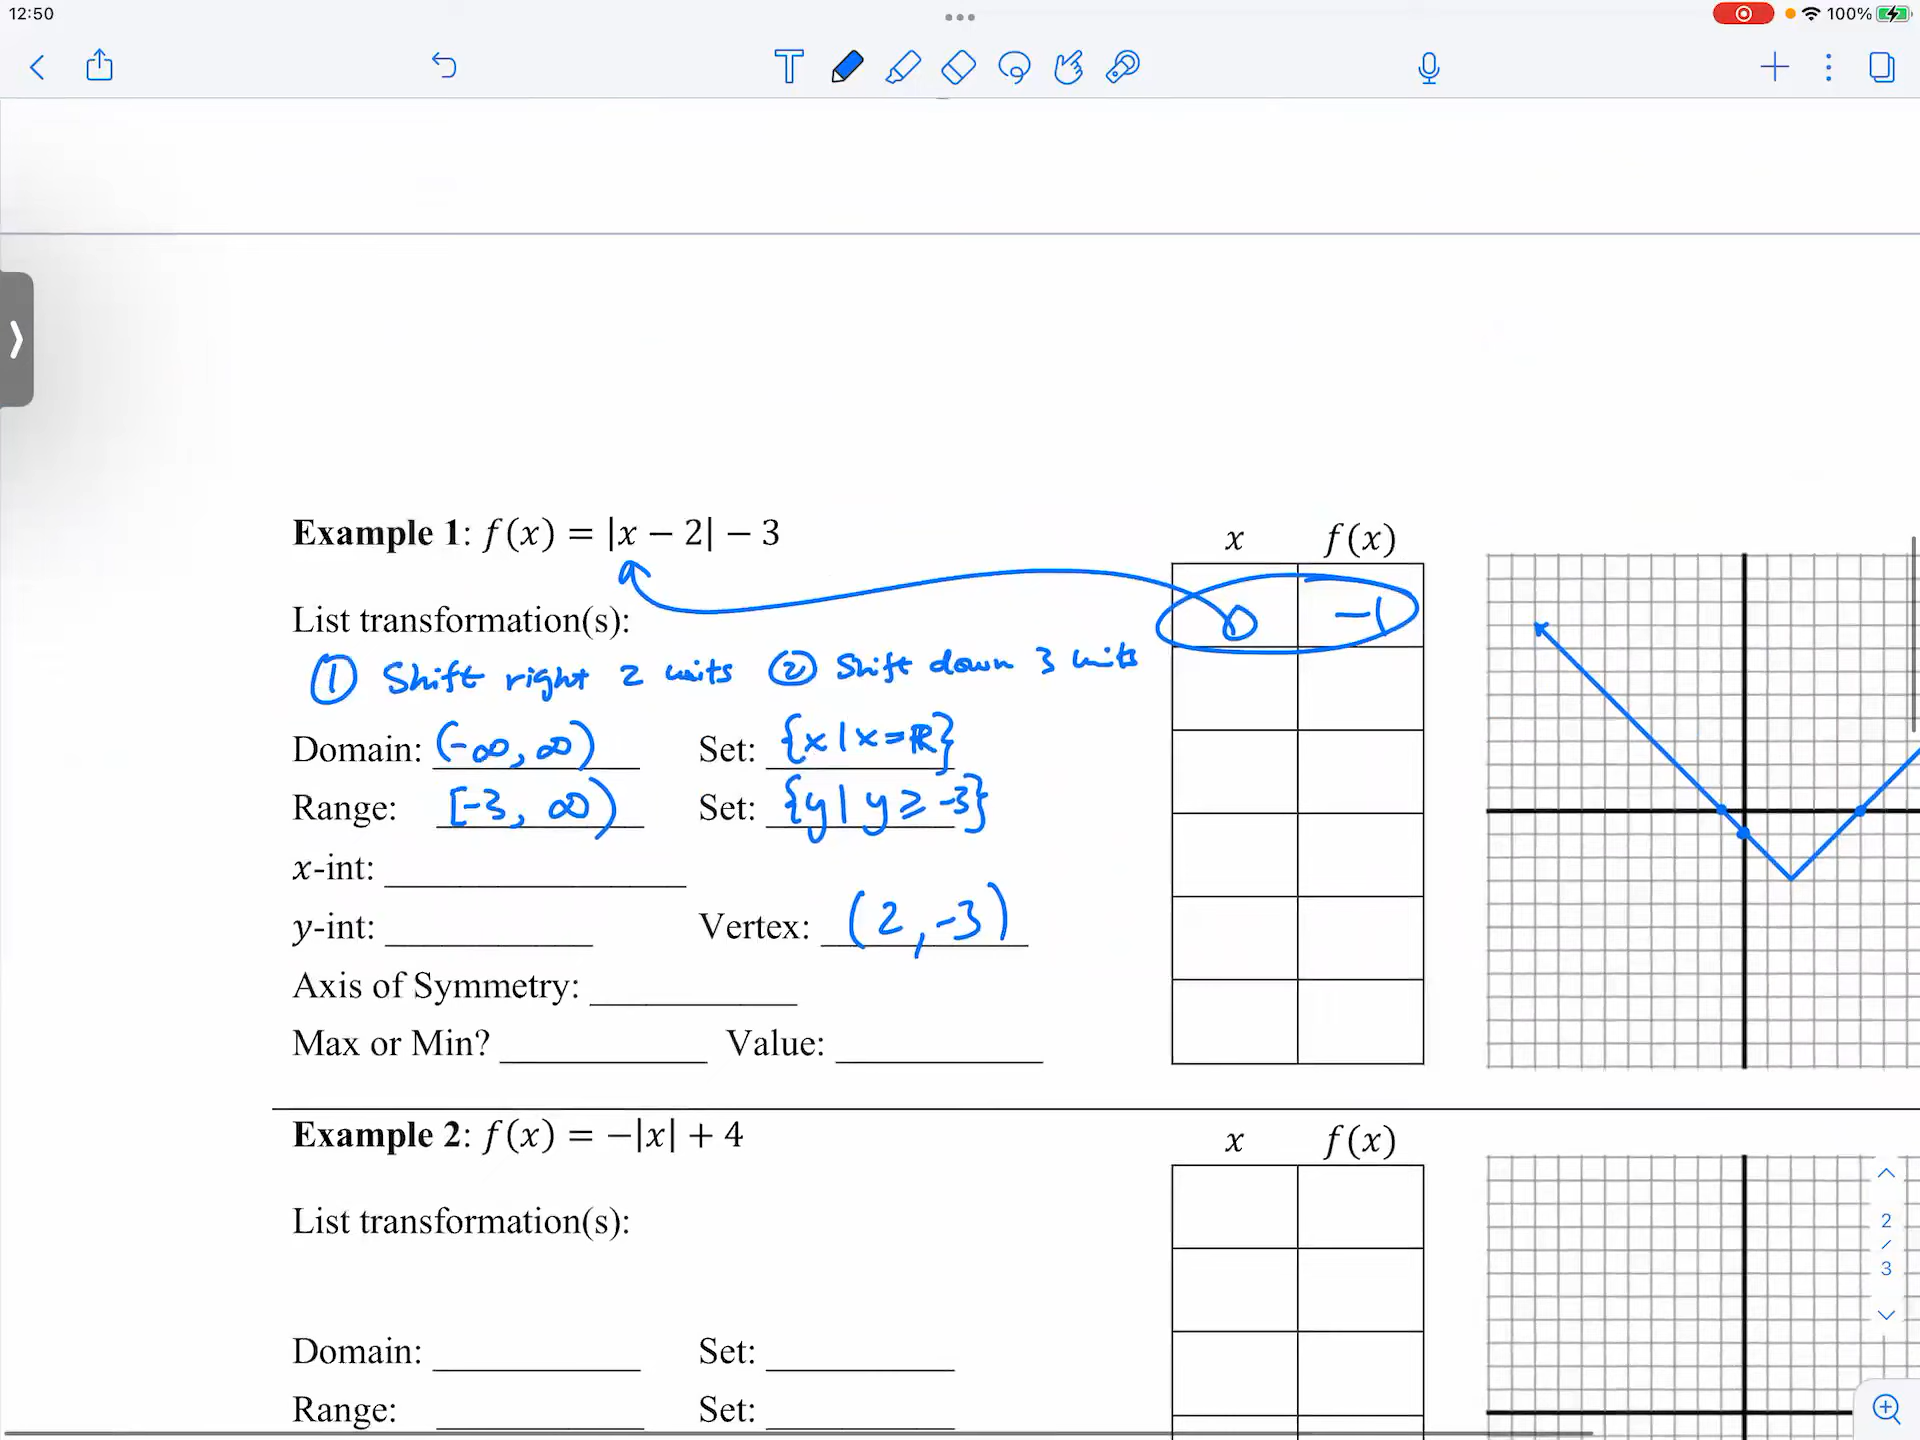 12:50
100%
T
Example 1: f(x) = |x − 2| − 3
x f(x)
0 −1
List transformation(s):
① Shift right 2 units ② Shift down 3 units
Domain: (-∞, ∞) Set: {x | x = ℝ}
Range: [-3, ∞) Set: {y | y ≥ -3}
x-int:
y-int: Vertex: (2, -3)
Axis of Symmetry:
Max or Min? Value:
Example 2: f(x) = −|x| + 4
x f(x)
List transformation(s):
Domain: Set:
Range: Set:
2
/
3